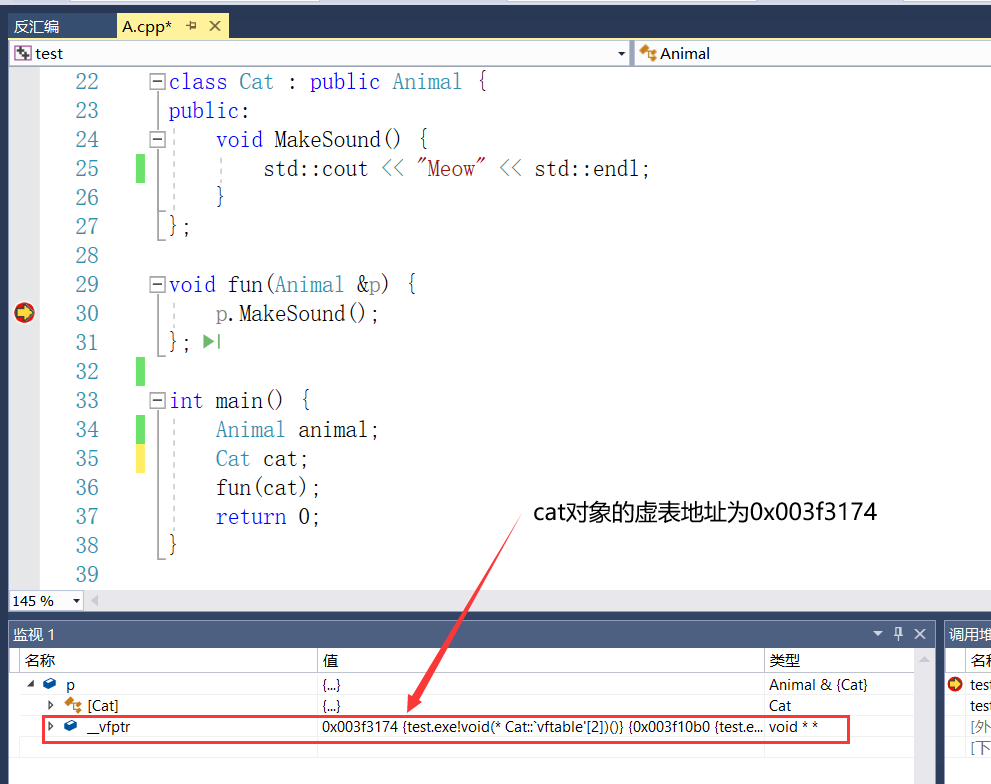 反汇编
A.cpp*
test
Animal
22 class Cat : public Animal {
23 public:
24 void MakeSound() {
25 std::cout << "Meow" << std::endl;
26 }
27 };
28
29 void fun(Animal &p) {
30 p.MakeSound();
31 };
32
33 int main() {
34 Animal animal;
35 Cat cat;
36 fun(cat);
37 return 0;
38 }
39
cat对象的虚表地址为0x003f3174
145 %
监视 1
调用堆
名称 值 类型
p {...} Animal & {Cat}
[Cat] {...} Cat
__vfptr 0x003f3174 {test.exe!void(* Cat::`vftable'[2])()} {0x003f10b0 {test.e... void * *
test
test
[外
[下